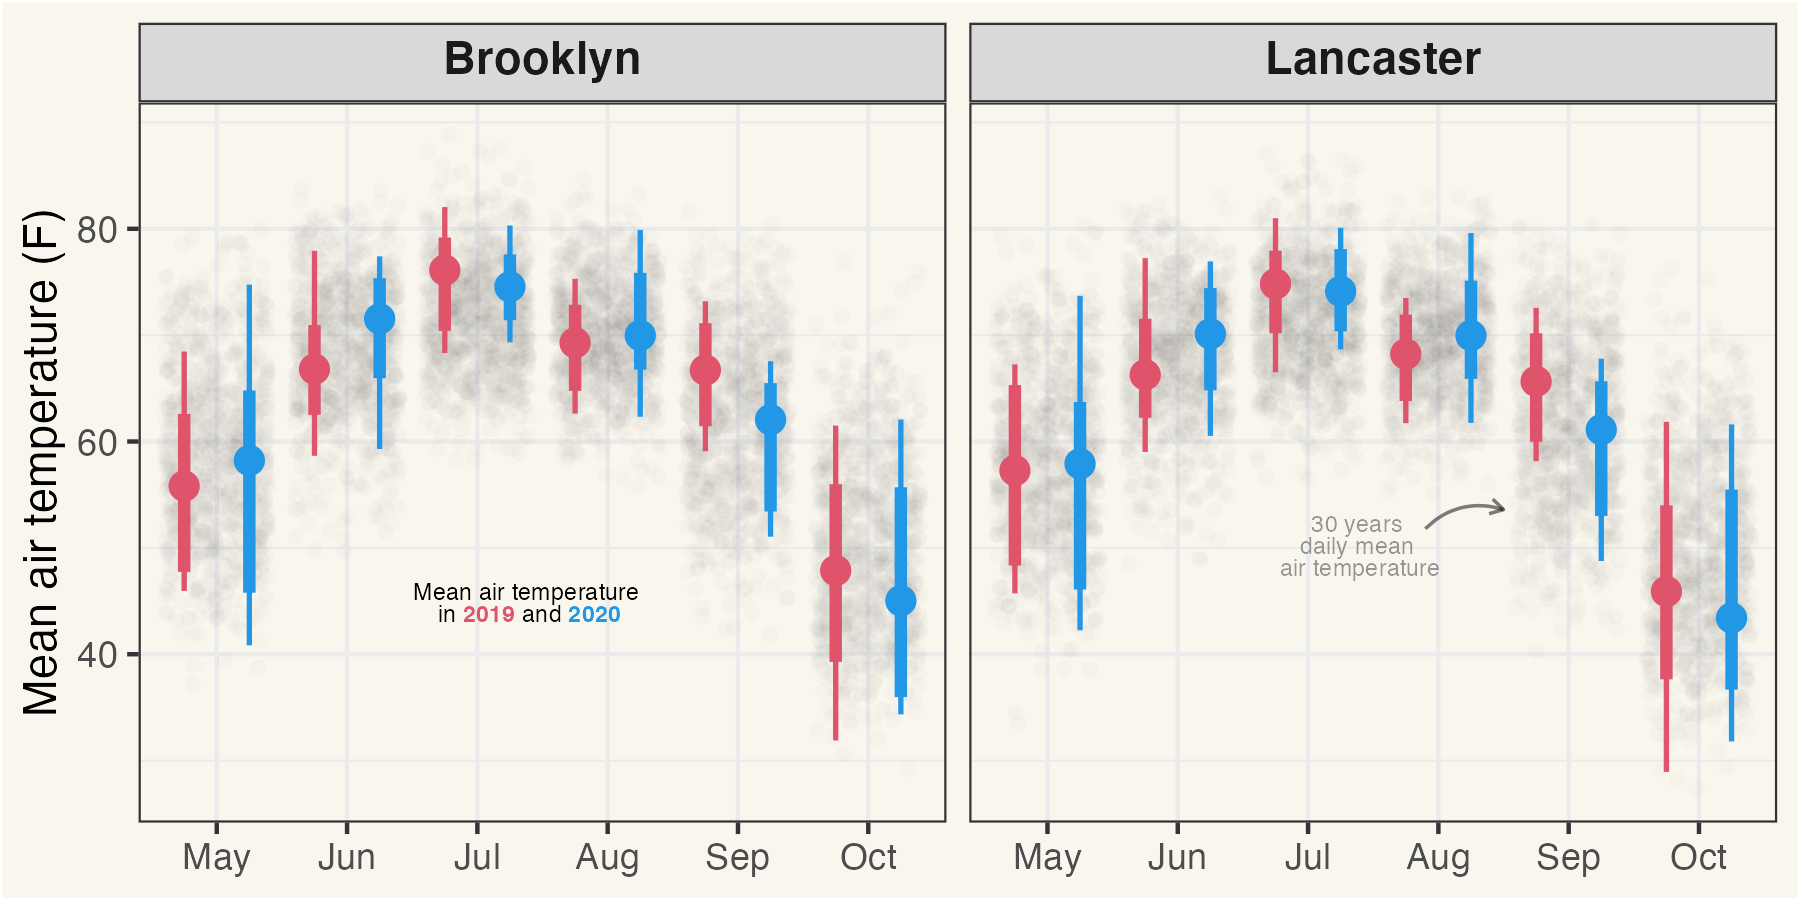 Brooklyn
Lancaster
Mean air temperature (F)
80
60
40
Mean air temperature
in 2019 and 2020
30 years
daily mean
air temperature
May Jun Jul Aug Sep Oct
May Jun Jul Aug Sep Oct